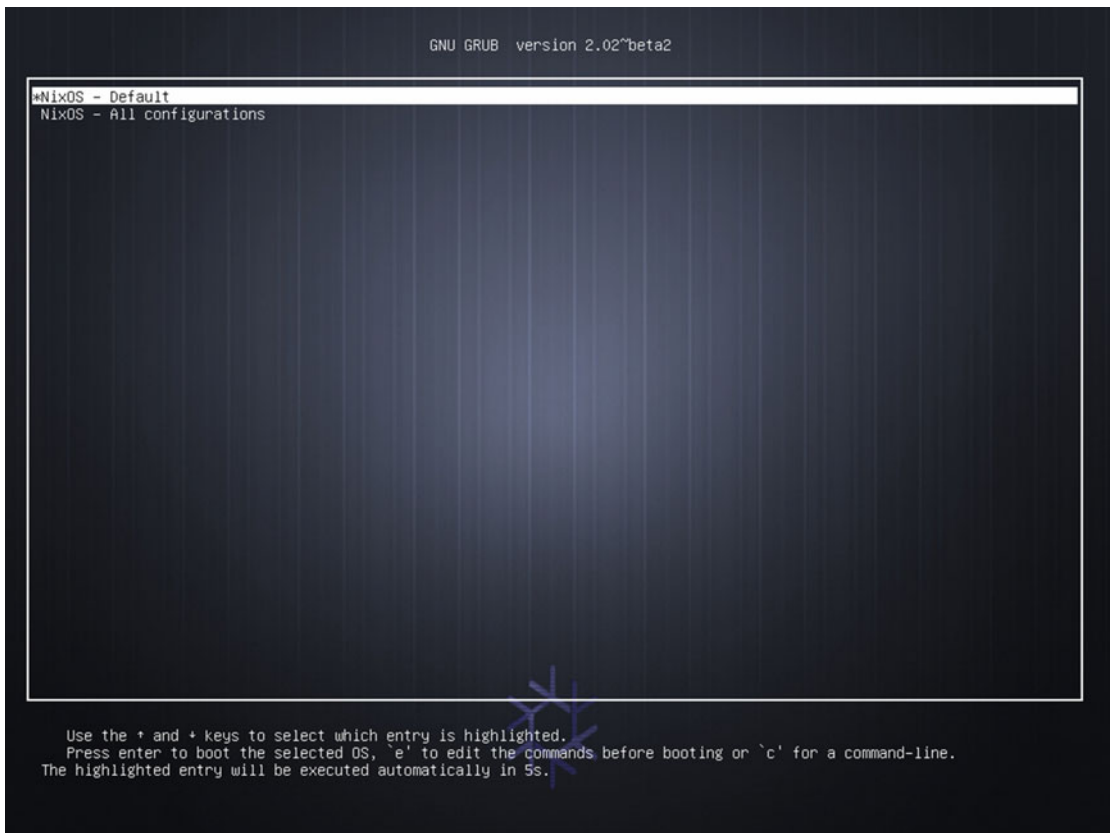 GNU GRUB version 2.02~beta2
*NixOS - Default
NixOS - All configurations
Use the ↑ and ↓ keys to select which entry is highlighted.
Press enter to boot the selected OS, `e' to edit the commands before booting or `c' for a command-line.
The highlighted entry will be executed automatically in 5s.